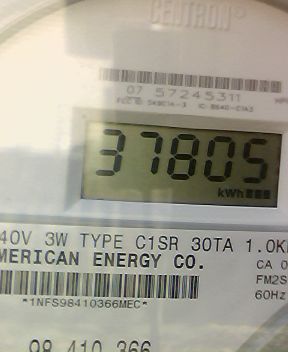 CENTRON®
07 57245311
37805
kWh
40V 3W TYPE C1SR 30TA 1.0K
MERICAN ENERGY CO.
CA 0
FM2S
*1NFS98410366MEC*
60Hz
98 410 366